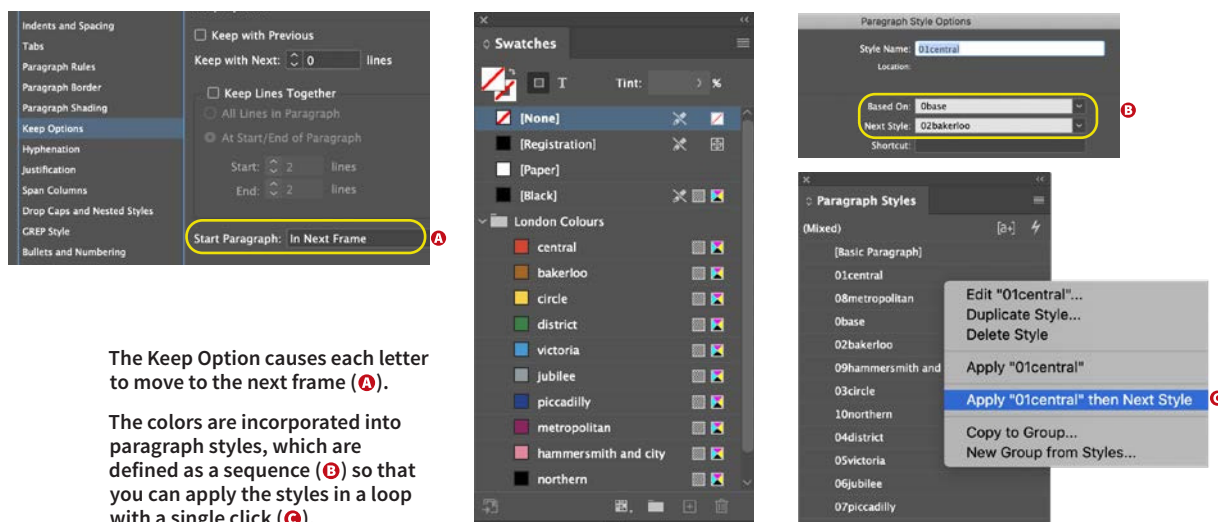 Indents and Spacing
Tabs
Paragraph Rules
Paragraph Border
Paragraph Shading
Keep Options
Hyphenation
Justification
Span Columns
Drop Caps and Nested Styles
GREP Style
Bullets and Numbering
Keep with Previous
Keep with Next: 0 lines
Keep Lines Together
All Lines in Paragraph
At Start/End of Paragraph
Start: 2 lines
End: 2 lines
Start Paragraph: In Next Frame
A
The Keep Option causes each letter
to move to the next frame (A).
The colors are incorporated into
paragraph styles, which are
defined as a sequence (B) so that
you can apply the styles in a loop
with a single click (C)
Swatches
T Tint: > %
[None]
[Registration]
[Paper]
[Black]
London Colours
central
bakerloo
circle
district
victoria
jubilee
piccadilly
metropolitan
hammersmith and city
northern
Paragraph Style Options
Style Name: 01central
Location:
Based On: 0base
Next Style: 02bakerloo
Shortcut:
B
Paragraph Styles
(Mixed) [a+]
[Basic Paragraph]
01central
08metropolitan
0base
02bakerloo
09hammersmith and
03circle
10northern
04district
05victoria
06jubilee
07piccadilly
Edit "01central"...
Duplicate Style...
Delete Style
Apply "01central"
Apply "01central" then Next Style
Copy to Group...
New Group from Styles...